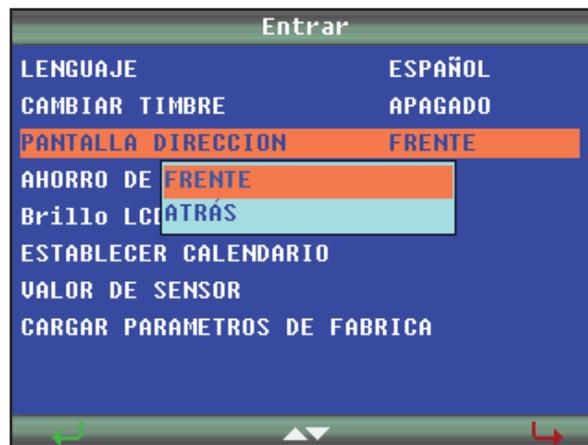 Entrar
LENGUAJE ESPAÑOL
CAMBIAR TIMBRE APAGADO
PANTALLA DIRECCION FRENTE
AHORRO DE
FRENTE
Brillo LCD
ATRÁS
ESTABLECER CALENDARIO
VALOR DE SENSOR
CARGAR PARAMETROS DE FABRICA